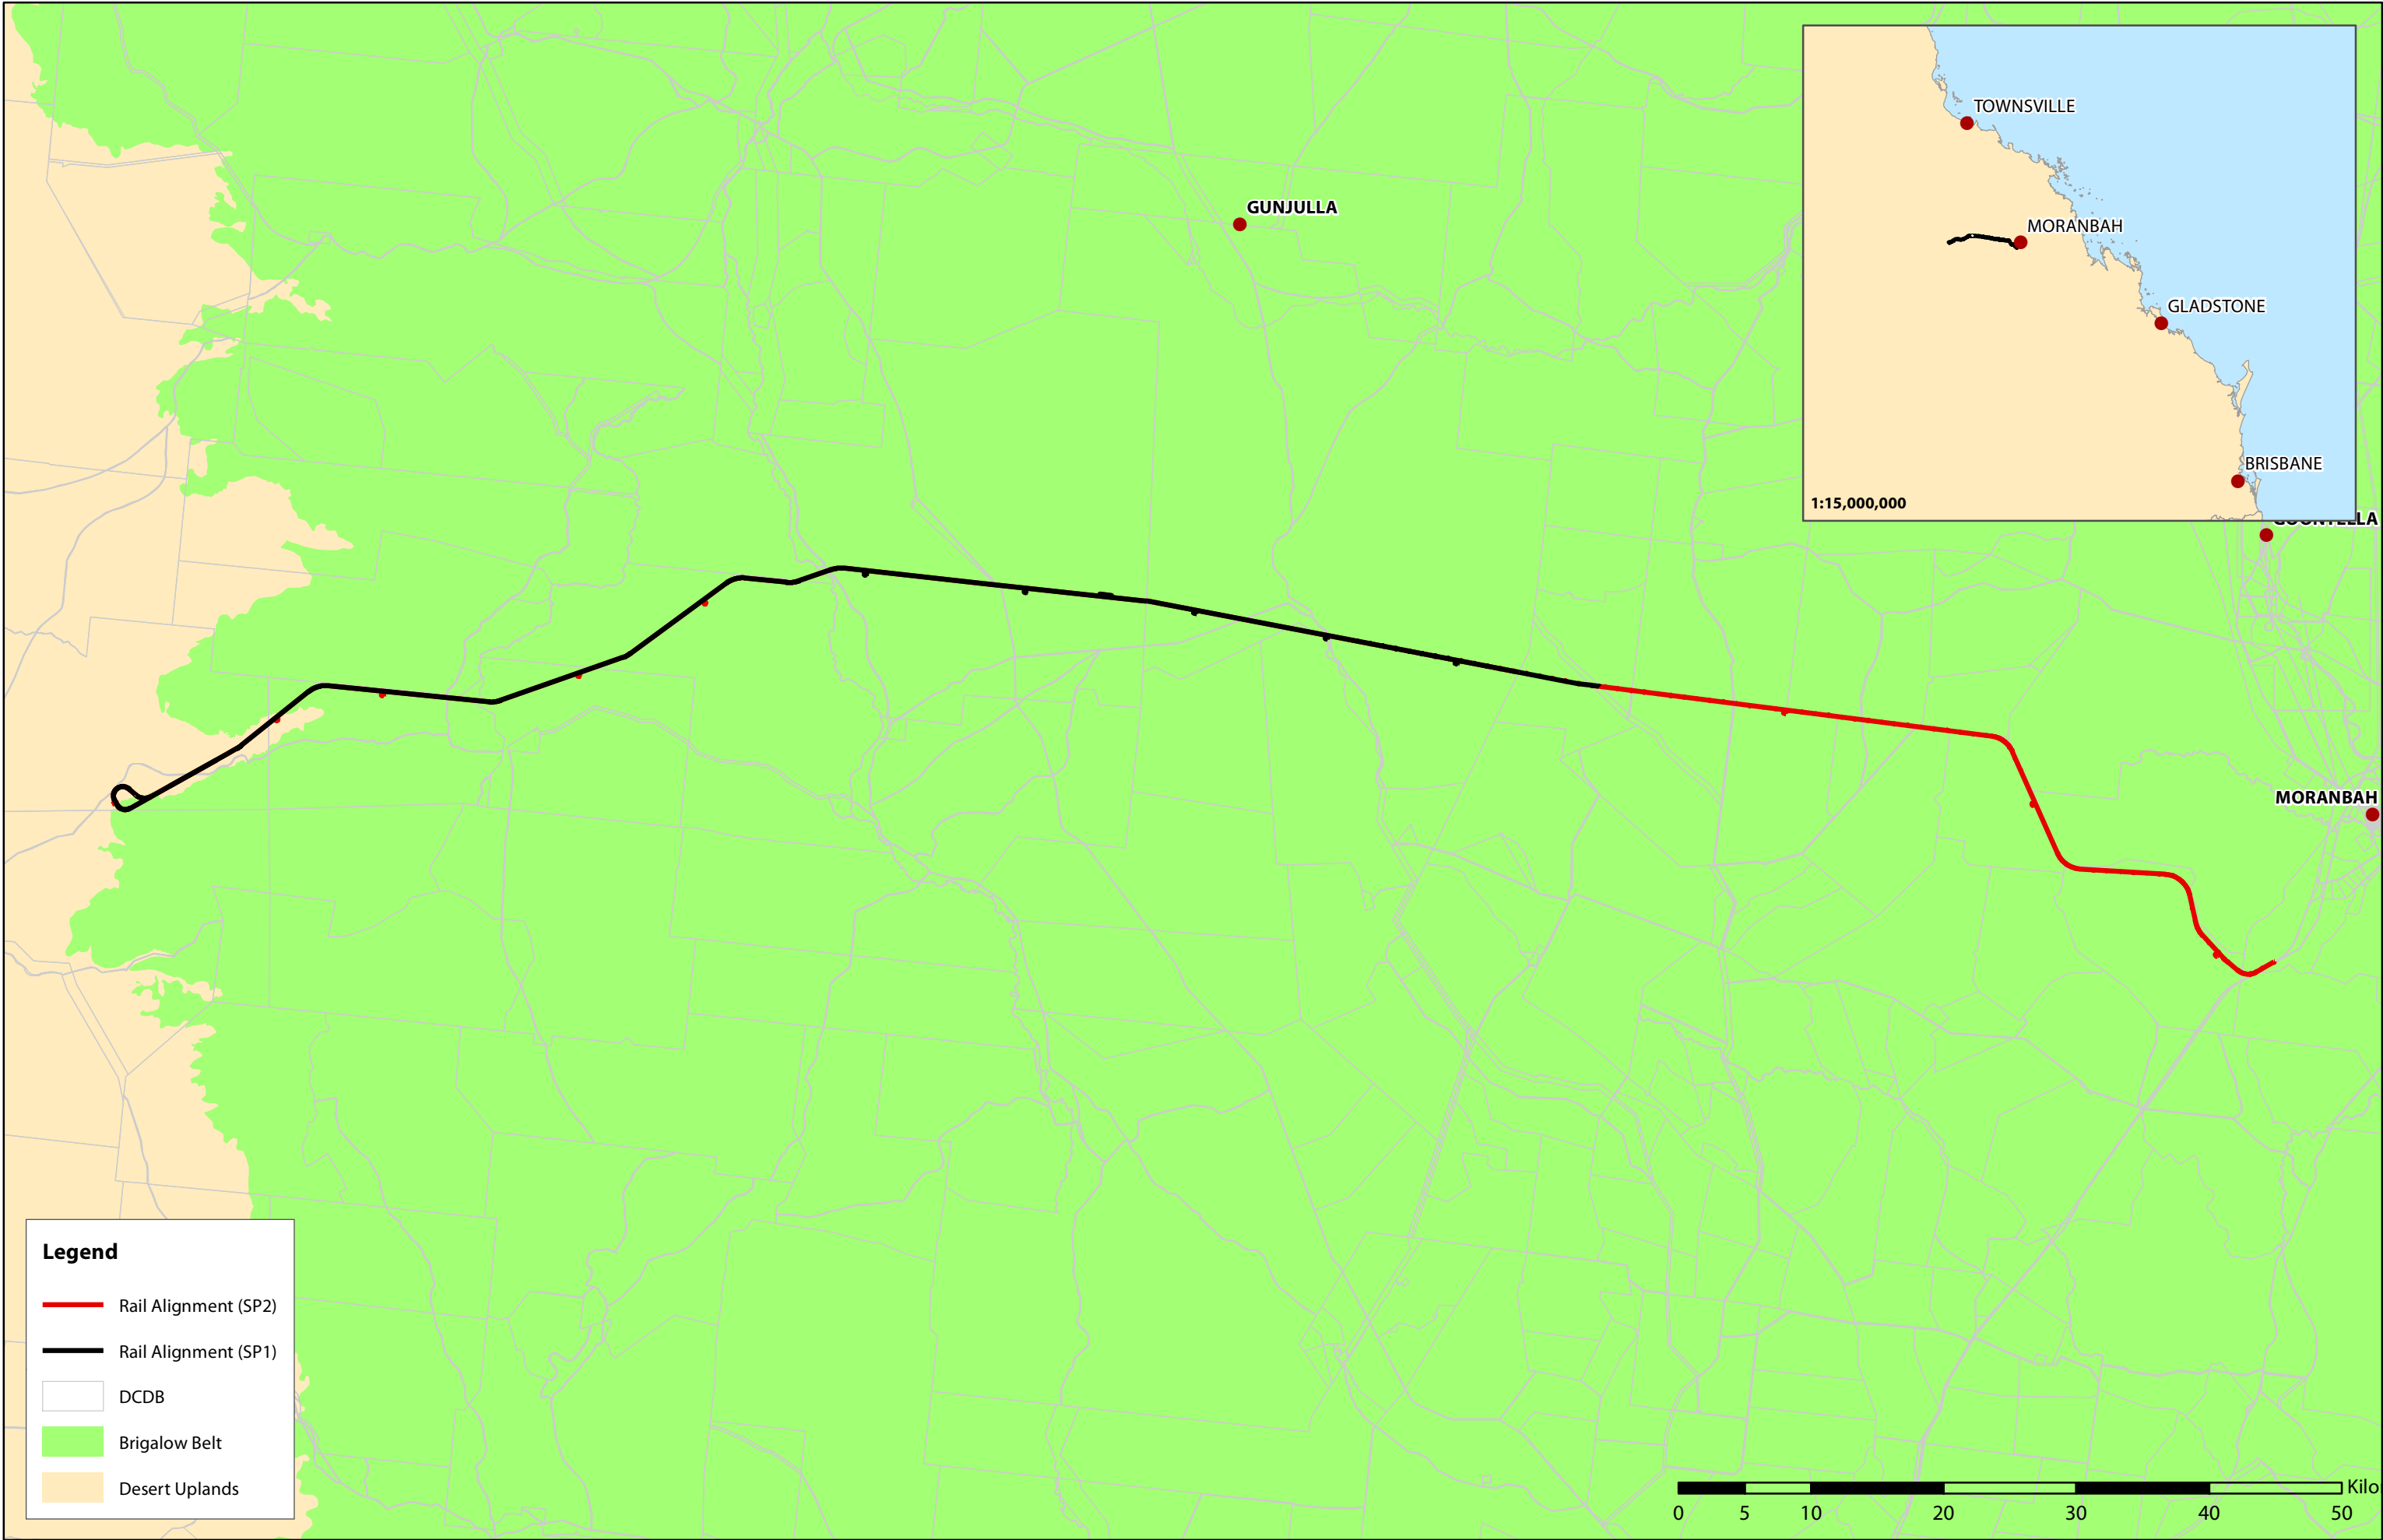 TOWNSVILLE
GUNJULLA
MORANBAH
GLADSTONE
BRISBANE
1:15,000,000
MORANBAH
Legend
Rail Alignment (SP2)
Rail Alignment (SP1)
DCDB
Brigalow Belt
Desert Uplands
0 5 10 20 30 40 50